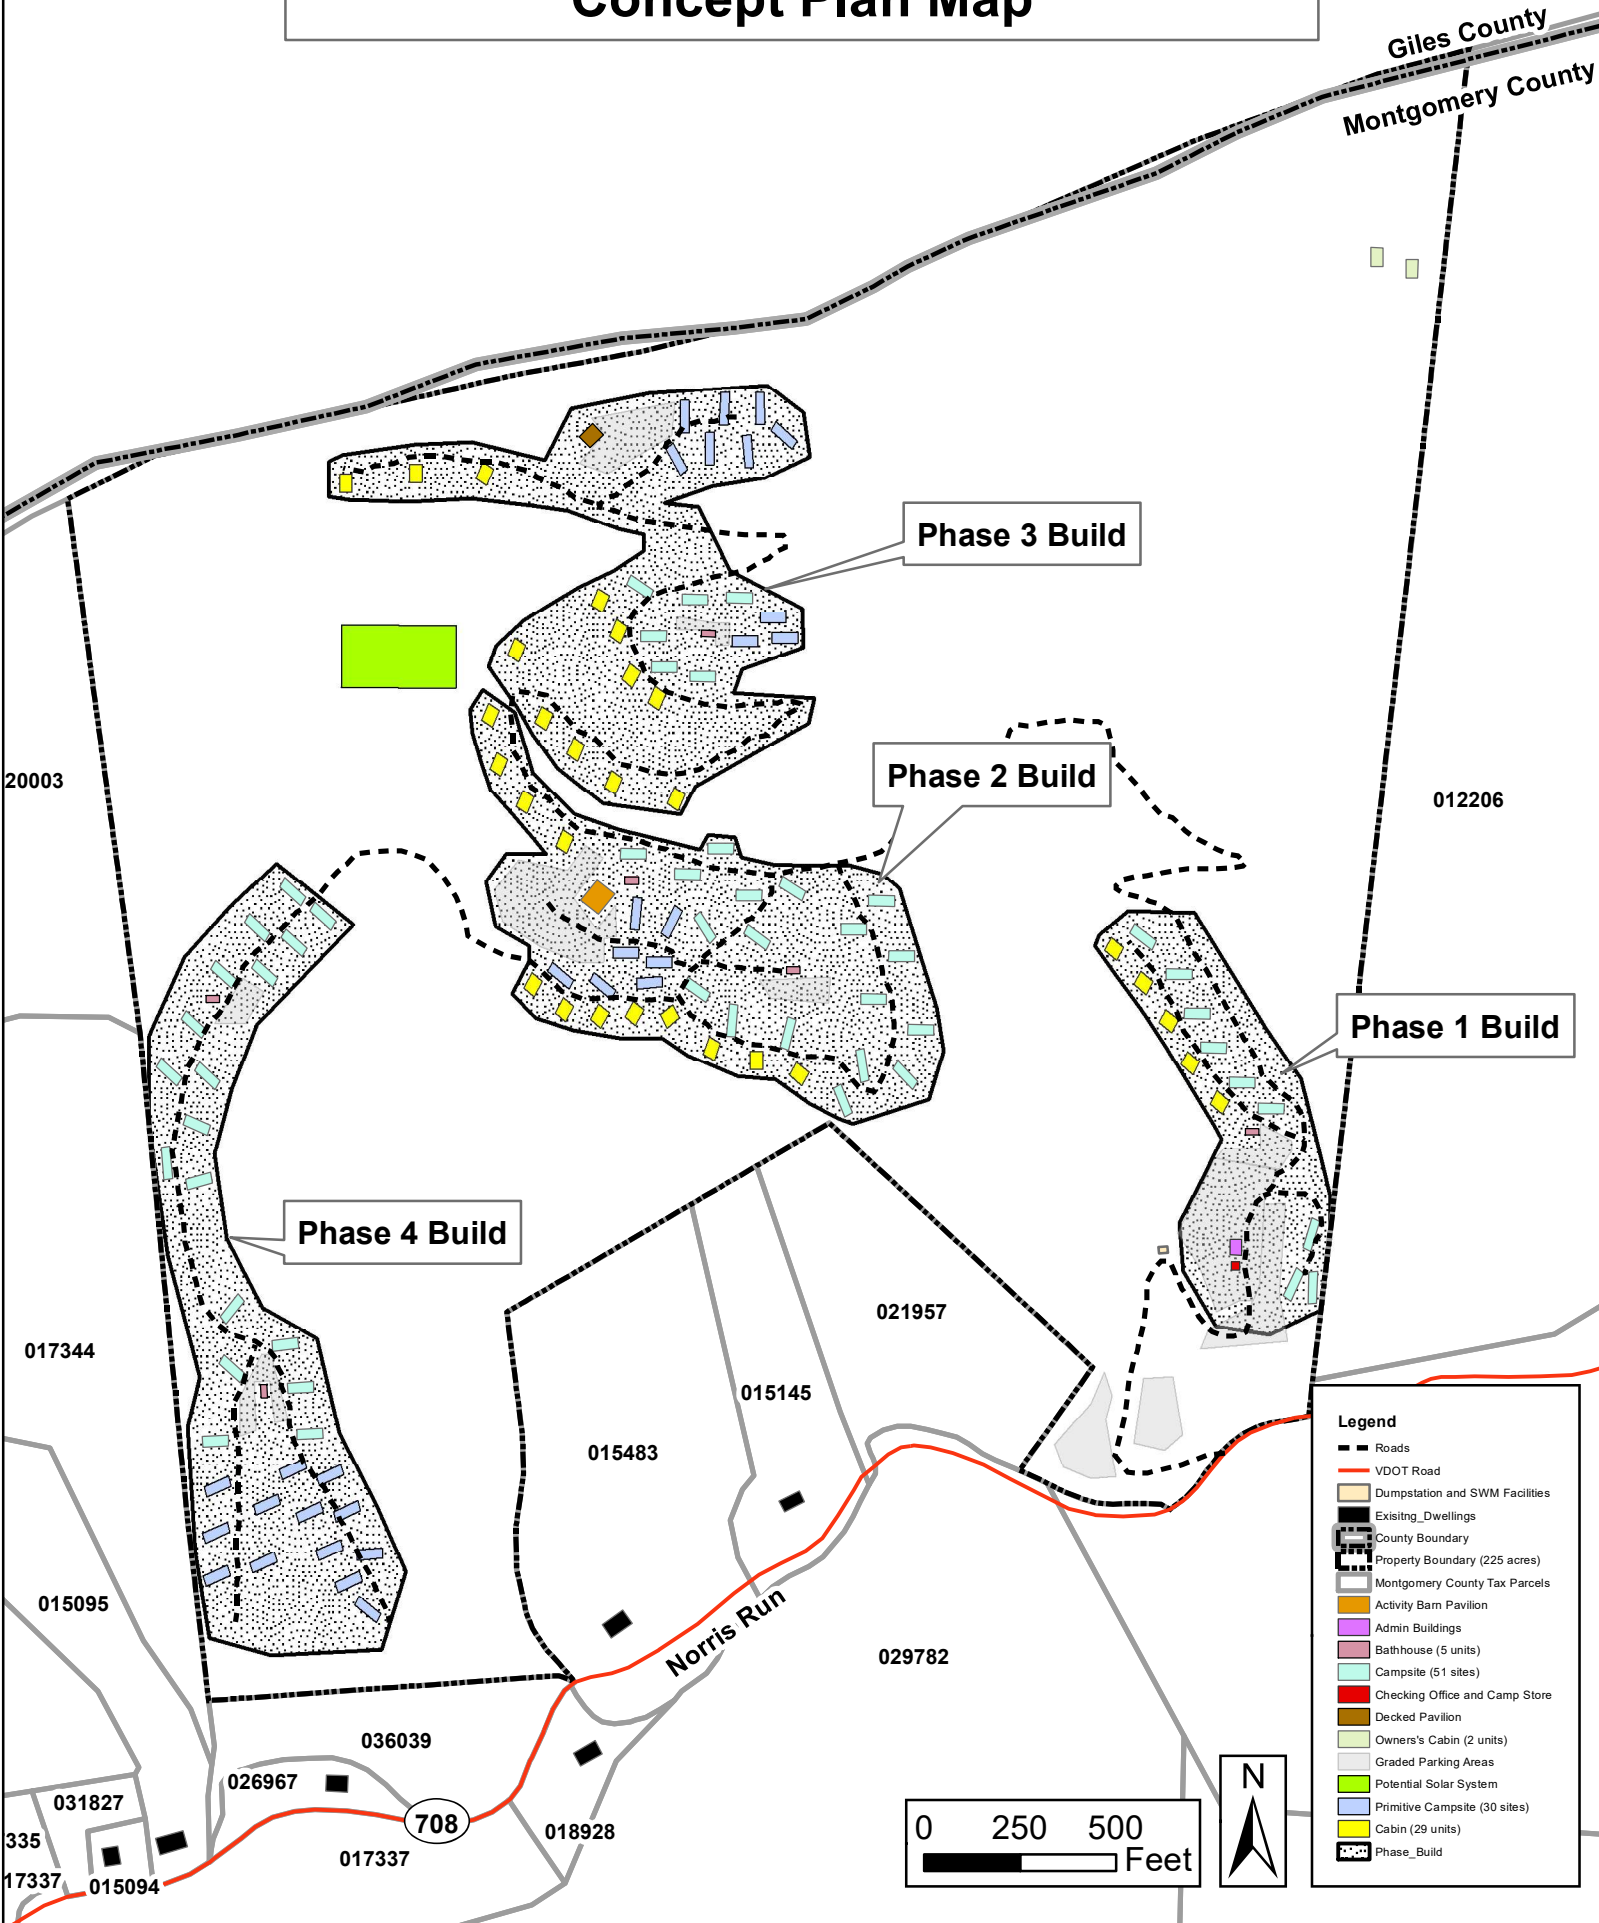 Concept Plan Map
Giles County
Montgomery County
Phase 3 Build
Phase 2 Build
20003
012206
Phase 1 Build
Phase 4 Build
021957
017344
015145
015483
Legend
Roads
VDOT Road
Dumpstation and SWM Facilities
Exisitng_Dwellings
County Boundary
Property Boundary (225 acres)
Montgomery County Tax Parcels
Activity Barn Pavilion
Admin Buildings
Bathhouse (5 units)
Campsite (51 sites)
Checking Office and Camp Store
Decked Pavilion
Owners's Cabin (2 units)
Graded Parking Areas
Potential Solar System
Primitive Campsite (30 sites)
Cabin (29 units)
Phase_Build
015095
Norris Run
029782
036039
026967
031827
708
018928
335
017337
17337
015094
0 250 500
Feet
N